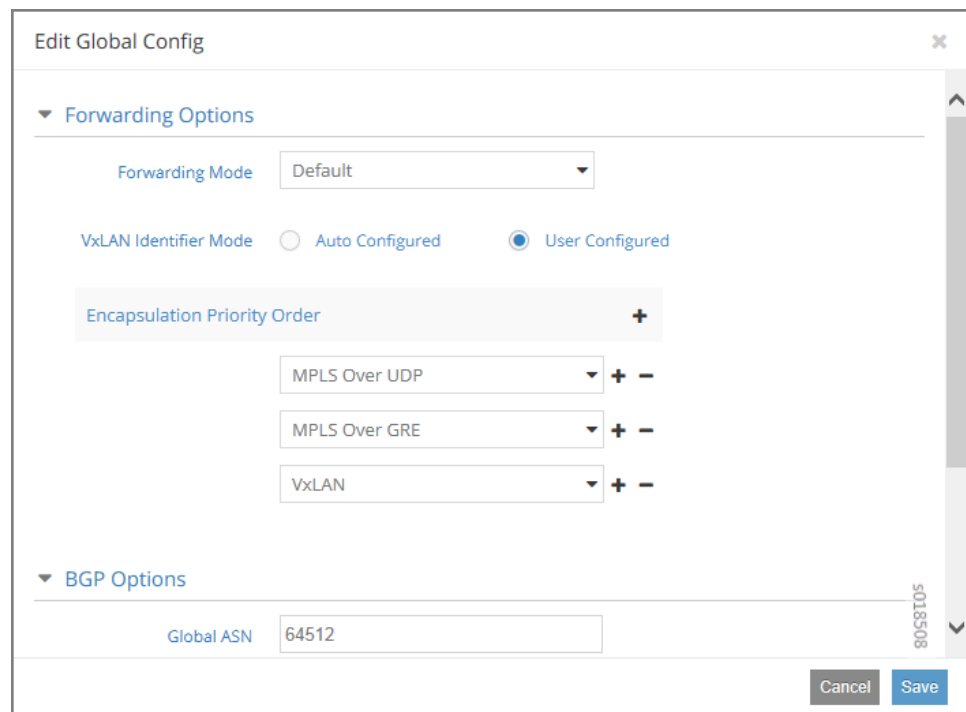 Edit Global Config
Forwarding Options
Forwarding Mode Default
VxLAN Identifier Mode Auto Configured User Configured
Encapsulation Priority Order
MPLS Over UDP
MPLS Over GRE
VxLAN
BGP Options
Global ASN 64512
s018508
Cancel Save